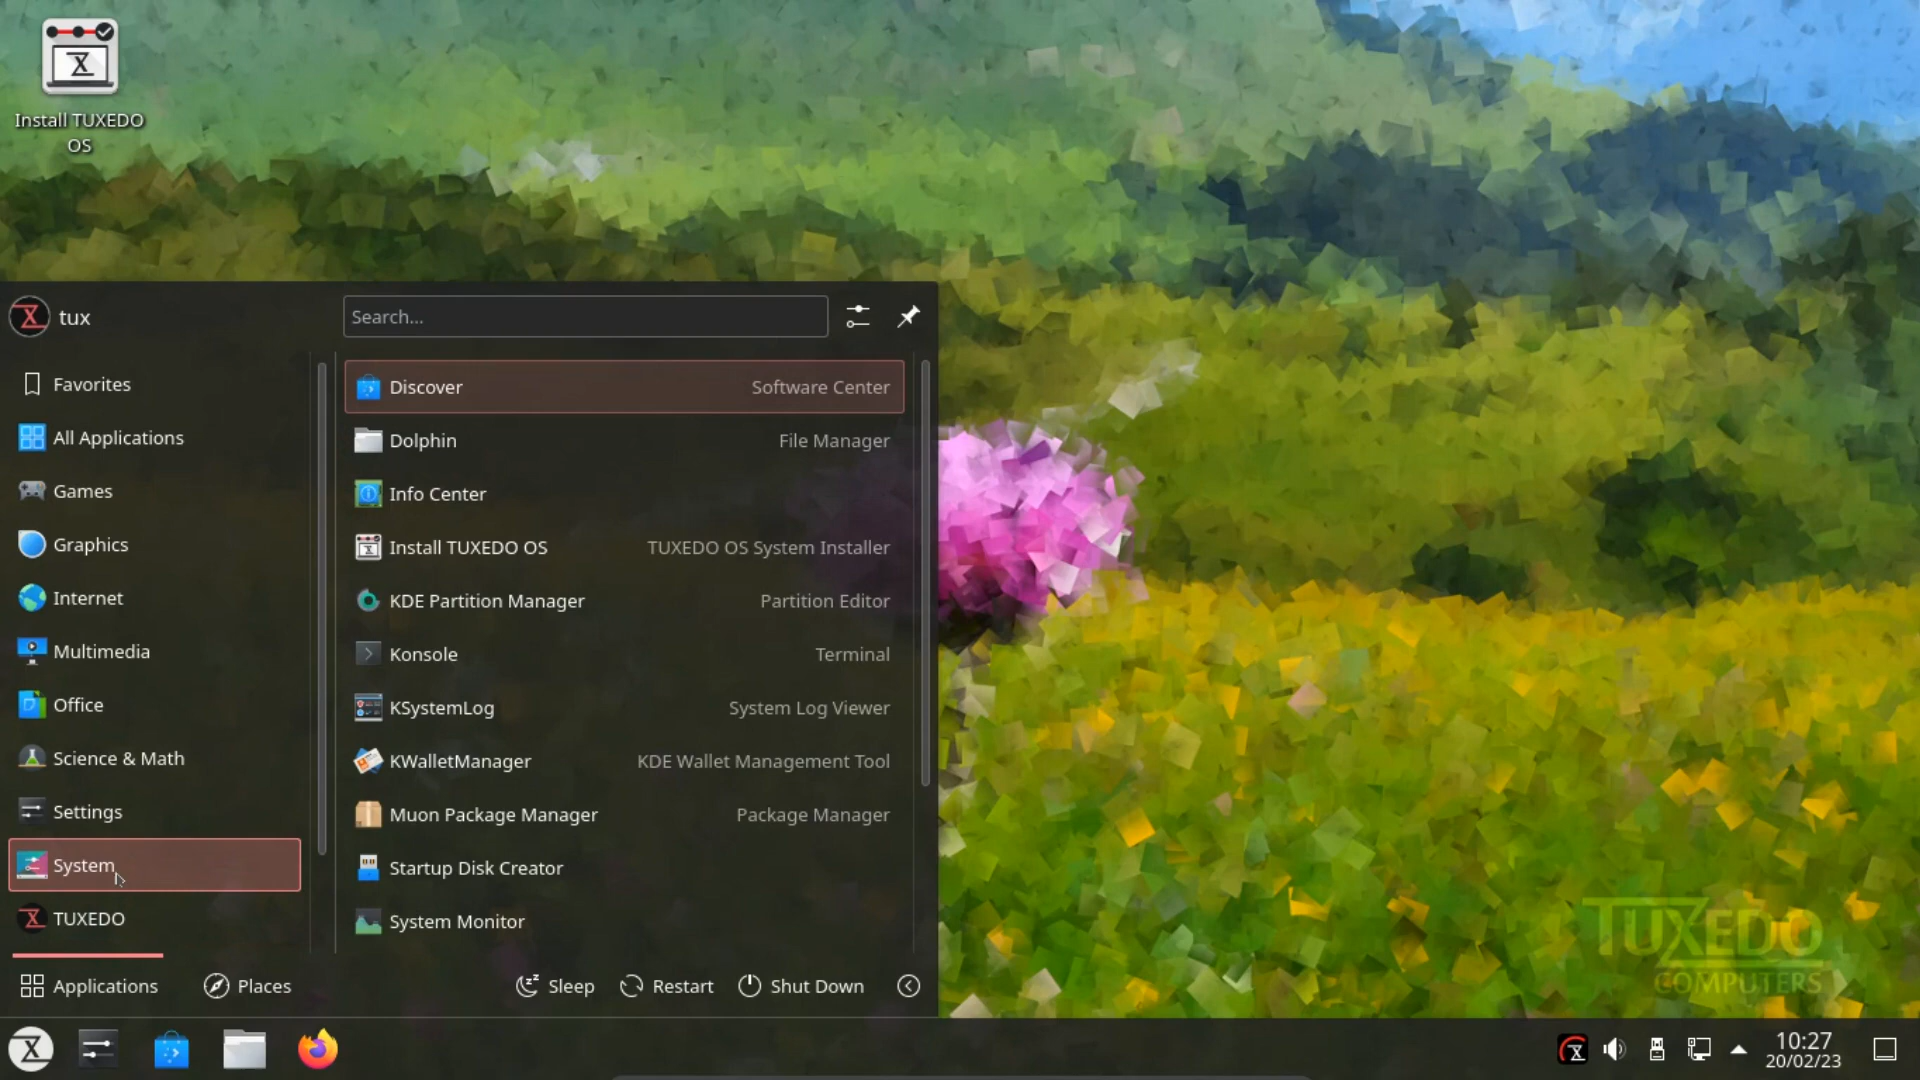 Install TUXEDO
OS
tux
Search...
Favorites
All Applications
Games
Graphics
Internet
Multimedia
Office
Science & Math
Settings
System
TUXEDO
Discover Software Center
Dolphin File Manager
Info Center
Install TUXEDO OS TUXEDO OS System Installer
KDE Partition Manager Partition Editor
Konsole Terminal
KSystemLog System Log Viewer
KWalletManager KDE Wallet Management Tool
Muon Package Manager Package Manager
Startup Disk Creator
System Monitor
Applications Places Sleep Restart Shut Down
TUXEDO
COMPUTERS
10:27
20/02/23